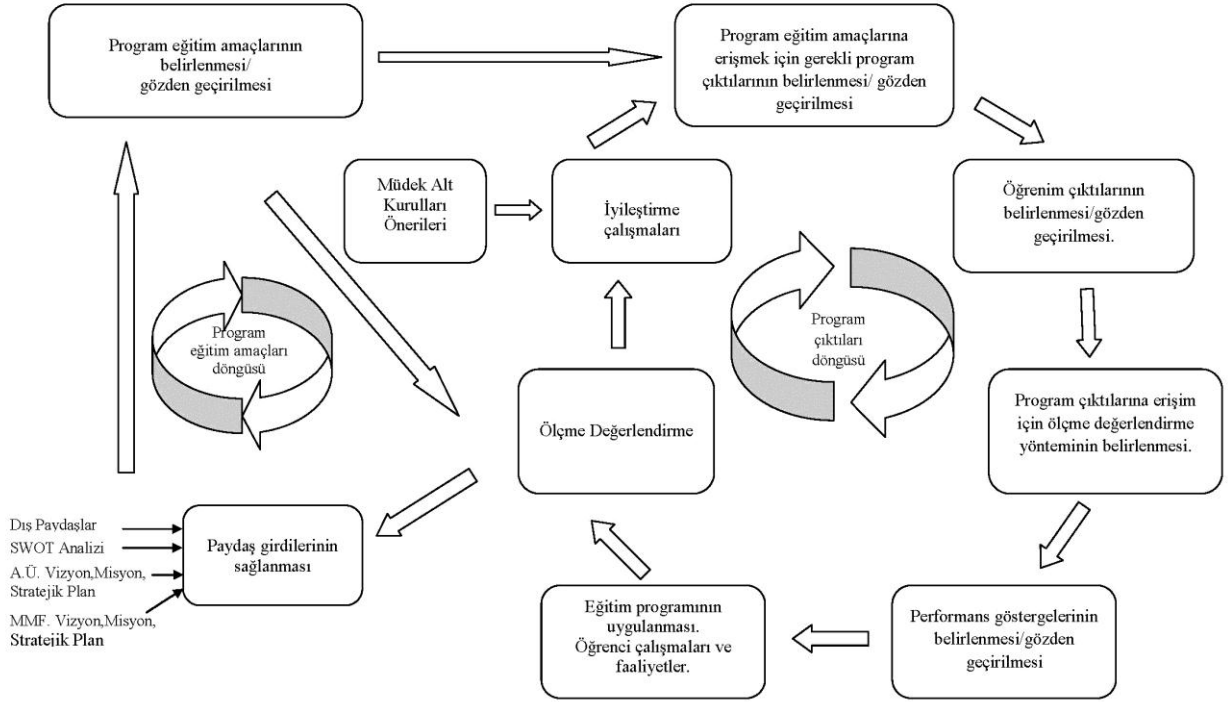 Program eğitim amaçlarının
belirlenmesi/
gözden geçirilmesi
Program eğitim amaçlarına
erişmek için gerekli program
çıktılarının belirlenmesi/ gözden
geçirilmesi
Müdek Alt
Kurulları
Önerileri
İyileştirme
çalışmaları
Öğrenim çıktılarının
belirlenmesi/gözden
geçirilmesi.
Program
eğitim amaçları
döngüsü
Program
çıktıları
döngüsü
Ölçme Değerlendirme
Program çıktılarına erişim
için ölçme değerlendirme
yönteminin belirlenmesi.
Dış Paydaşlar
SWOT Analizi
A.Ü. Vizyon,Misyon,
Stratejik Plan
MMF. Vizyon,Misyon,
Stratejik Plan
Paydaş girdilerinin
sağlanması
Eğitim programının
uygulanması.
Öğrenci çalışmaları ve
faaliyetler.
Performans göstergelerinin
belirlenmesi/gözden
geçirilmesi